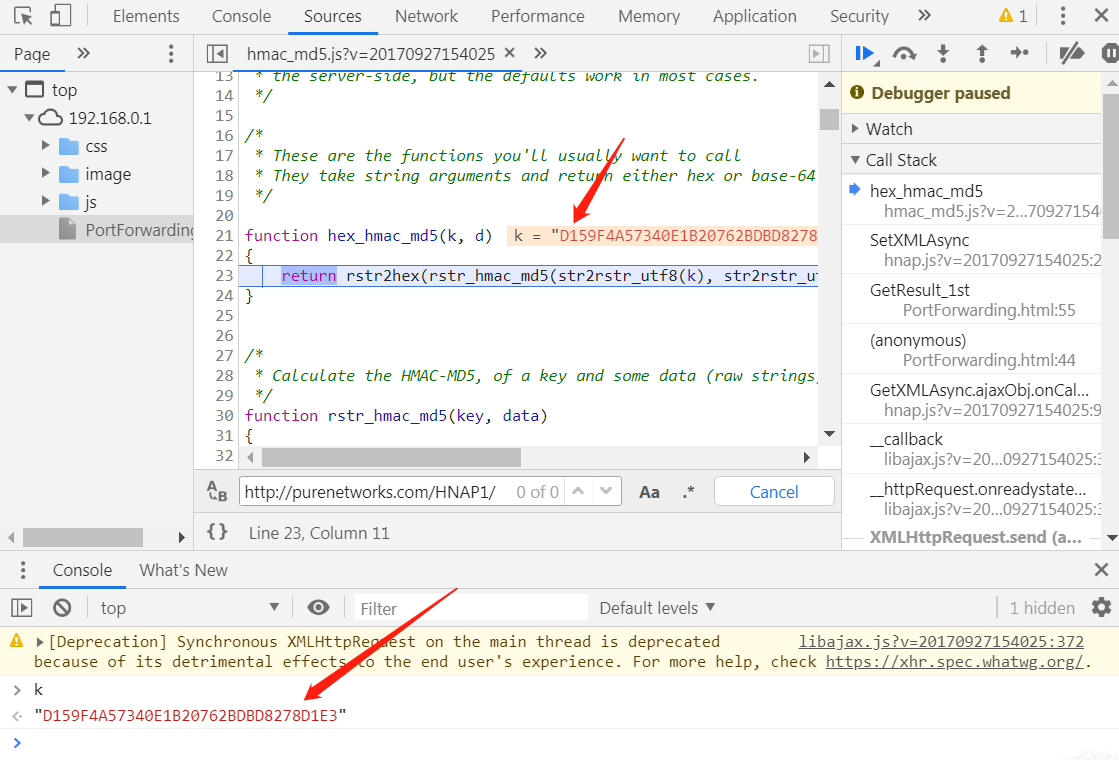 Elements Console Sources Network Performance Memory Application Security » 1
Page »
hmac_md5.js?v=20170927154025 × »
top
192.168.0.1
css
image
js
PortForwarding
13 * the server-side, but the defaults work in most cases.
14 */
15
16 /*
17 * These are the functions you'll usually want to call
18 * They take string arguments and return either hex or base-64
19 */
20
21 function hex_hmac_md5(k, d) k = "D159F4A57340E1B20762BDBD8278
22 {
23 return rstr2hex(rstr_hmac_md5(str2rstr_utf8(k), str2rstr_ut
24 }
25
26
27 /*
28 * Calculate the HMAC-MD5, of a key and some data (raw strings
29 */
30 function rstr_hmac_md5(key, data)
31 {
32
http://purenetworks.com/HNAP1/ 0 of 0 Aa .* Cancel
{} Line 23, Column 11
Debugger paused
Watch
Call Stack
hex_hmac_md5
hmac_md5.js?v=2...70927154
SetXMLAsync
hnap.js?v=20170927154025:2
GetResult_1st
PortForwarding.html:55
(anonymous)
PortForwarding.html:44
GetXMLAsync.ajaxObj.onCal...
hnap.js?v=20170927154025:9
__callback
libajax.js?v=20...0927154025:3
__httpRequest.onreadystate...
libajax.js?v=20...0927154025:3
XMLHttpRequest.send (a...
Console What's New
top Filter Default levels 1 hidden
[Deprecation] Synchronous XMLHttpRequest on the main thread is deprecated libajax.js?v=20170927154025:372
because of its detrimental effects to the end user's experience. For more help, check https://xhr.spec.whatwg.org/.
> k
"D159F4A57340E1B20762BDBD8278D1E3"
>